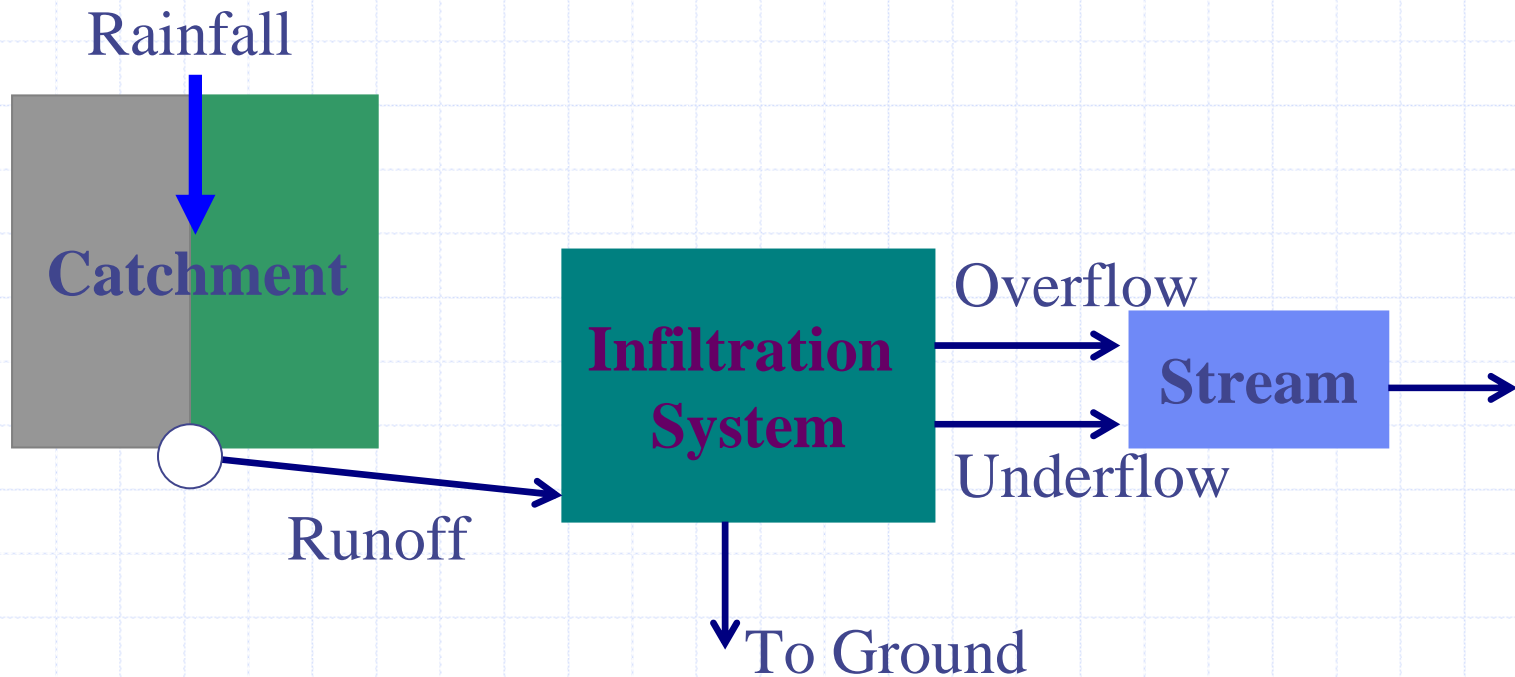 Rainfall
Catchment
Overflow
Infiltration
System
Stream
Underflow
Runoff
To Ground